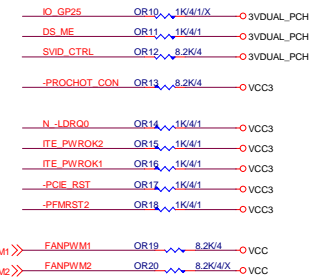 IO_GP25 OR10 1K/4/1/X 3VDUAL_PCH
DS_ME OR11 1K/4/1 3VDUAL_PCH
SVID_CTRL OR12 8.2K/4 3VDUAL_PCH
-PROCHOT_CON OR13 8.2K/4 VCC3
N_-LDRQ0 OR14 1K/4/1 VCC3
ITE_PWROK2 OR15 1K/4/1 VCC3
ITE_PWROK1 OR16 1K/4/1 VCC3
-PCIE_RST OR17 1K/4/1 VCC3
-PFMRST2 OR18 1K/4/1 VCC3
M1 FANPWM1 OR19 8.2K/4 VCC
M2 FANPWM2 OR20 8.2K/4/X VCC